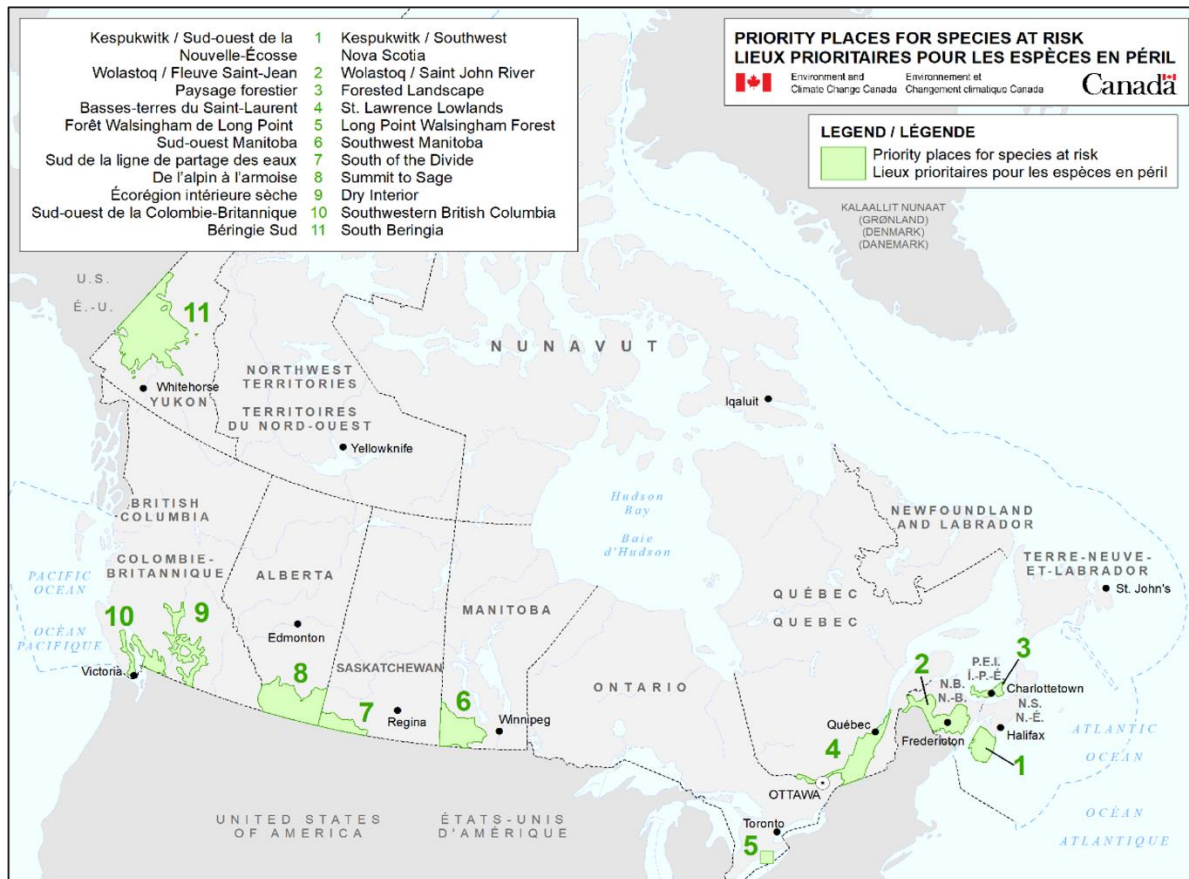 Kespukwitk / Sud-ouest de la 1 Kespukwitk / Southwest
Nouvelle-Écosse Nova Scotia
Wolastoq / Fleuve Saint-Jean 2 Wolastoq / Saint John River
Paysage forestier 3 Forested Landscape
Basses-terres du Saint-Laurent 4 St. Lawrence Lowlands
Forêt Walsingham de Long Point 5 Long Point Walsingham Forest
Sud-ouest Manitoba 6 Southwest Manitoba
Sud de la ligne de partage des eaux 7 South of the Divide
De l'alpin à l'armoise 8 Summit to Sage
Écorégion intérieure sèche 9 Dry Interior
Sud-ouest de la Colombie-Britannique 10 Southwestern British Columbia
Béringie Sud 11 South Beringia
PRIORITY PLACES FOR SPECIES AT RISK
LIEUX PRIORITAIRES POUR LES ESPÈCES EN PÉRIL
Environment and Environnement et
Climate Change Canada Changement climatique Canada
Canada
LEGEND / LÉGENDE
Priority places for species at risk
Lieux prioritaires pour les espèces en péril
KALAALLIT NUNAAT
(GRØNLAND)
(DENMARK)
(DANEMARK)
U.S.
É.-U.
11
NUNAVUT
Whitehorse
YUKON
NORTHWEST
TERRITORIES
TERRITOIRES
DU NORD-OUEST
Yellowknife
Iqaluit
BRITISH
COLUMBIA
COLOMBIE-
BRITANNIQUE
Hudson
Bay
Baie
d'Hudson
NEWFOUNDLAND
AND LABRADOR
TERRE-NEUVE-
ET-LABRADOR
St. John's
PACIFIC
OCEAN
OCÉAN
PACIFIQUE
10
9
Victoria
ALBERTA
Edmonton
8
SASKATCHEWAN
7
Regina
MANITOBA
6
Winnipeg
ONTARIO
QUÉBEC
QUEBEC
Québec
4
OTTAWA
Toronto
5
2
N.B.
N.-B.
Fredericton
P.E.I.
Î.-P.-É.
3
Charlottetown
N.S.
N.-É.
Halifax
1
ATLANTIC
OCEAN
OCÉAN
ATLANTIQUE
UNITED STATES
OF AMERICA
ÉTATS-UNIS
D'AMÉRIQUE